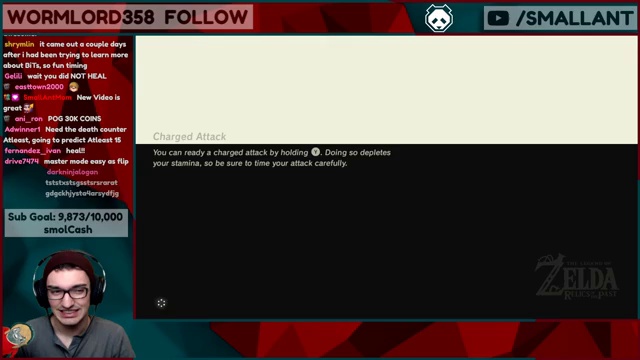 WORMLORD358 FOLLOW
/SMALLANT
shrymlin it came out a couple days
after i had been trying to learn more
about BiTs, so fun timing
Gelili wait you did NOT HEAL
easttown2000
SmallAntMom New Video is
great
ani_ron POG 30K COINS
Adwinner1 Need the death counter
Atleast, going to predict Atleast 15
fernandez_ivan heal!!
drive7474 master mode easy as flip
darkninjalogan
tststxstsgsstsrsrarat
gdgckhjysta4arsydfjg
Sub Goal: 9,873/10,000
smolCash
Charged Attack
You can ready a charged attack by holding Y. Doing so depletes
your stamina, so be sure to time your attack carefully.
THE LEGEND OF
ZELDA
RELICS OF THE PAST